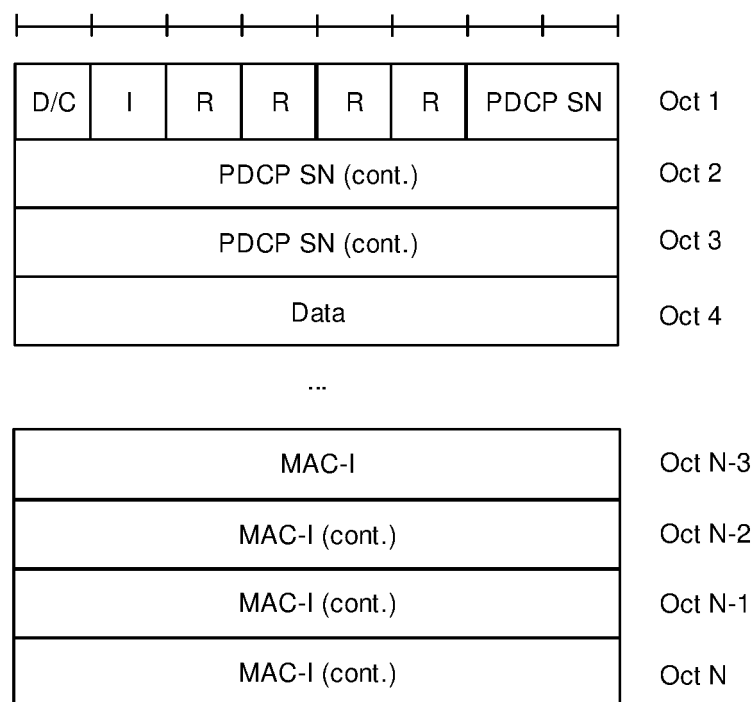 D/C I R R R R PDCP SN Oct 1
PDCP SN (cont.) Oct 2
PDCP SN (cont.) Oct 3
Data Oct 4
...
MAC-I Oct N-3
MAC-I (cont.) Oct N-2
MAC-I (cont.) Oct N-1
MAC-I (cont.) Oct N